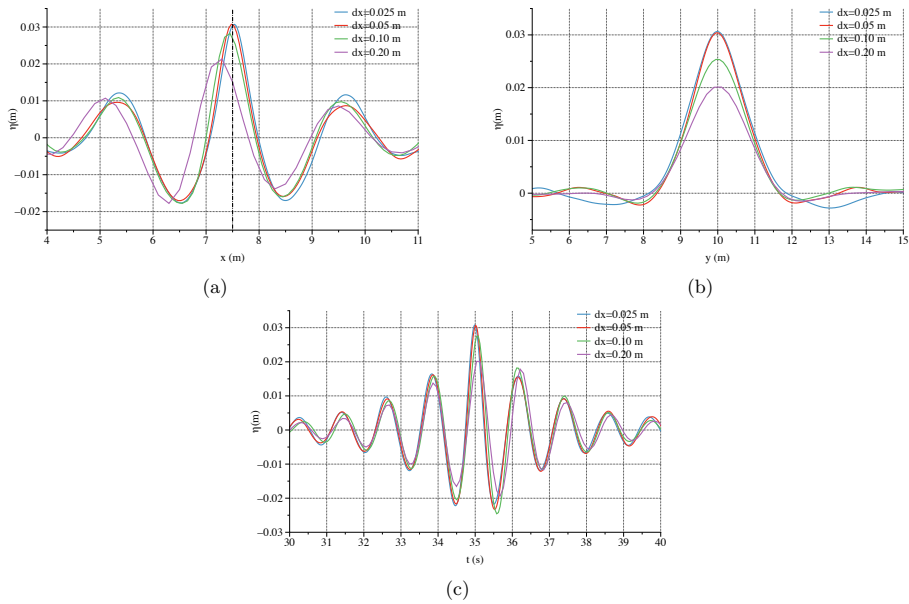 dx=0.025 m
dx=0.05 m
dx=0.10 m
dx=0.20 m
0.03
0.02
0.01
0
−0.01
−0.02
η(m)
4 5 6 7 8 9 10 11
x (m)
(a)
dx=0.025 m
dx=0.05 m
dx=0.10 m
dx=0.20 m
0.04
0.03
0.02
0.01
0
η(m)
5 6 7 8 9 10 11 12 13 14 15
y (m)
(b)
dx=0.025 m
dx=0.05 m
dx=0.10 m
dx=0.20 m
0.03
0.02
0.01
0
−0.01
−0.02
−0.03
η(m)
30 31 32 33 34 35 36 37 38 39 40
t (s)
(c)